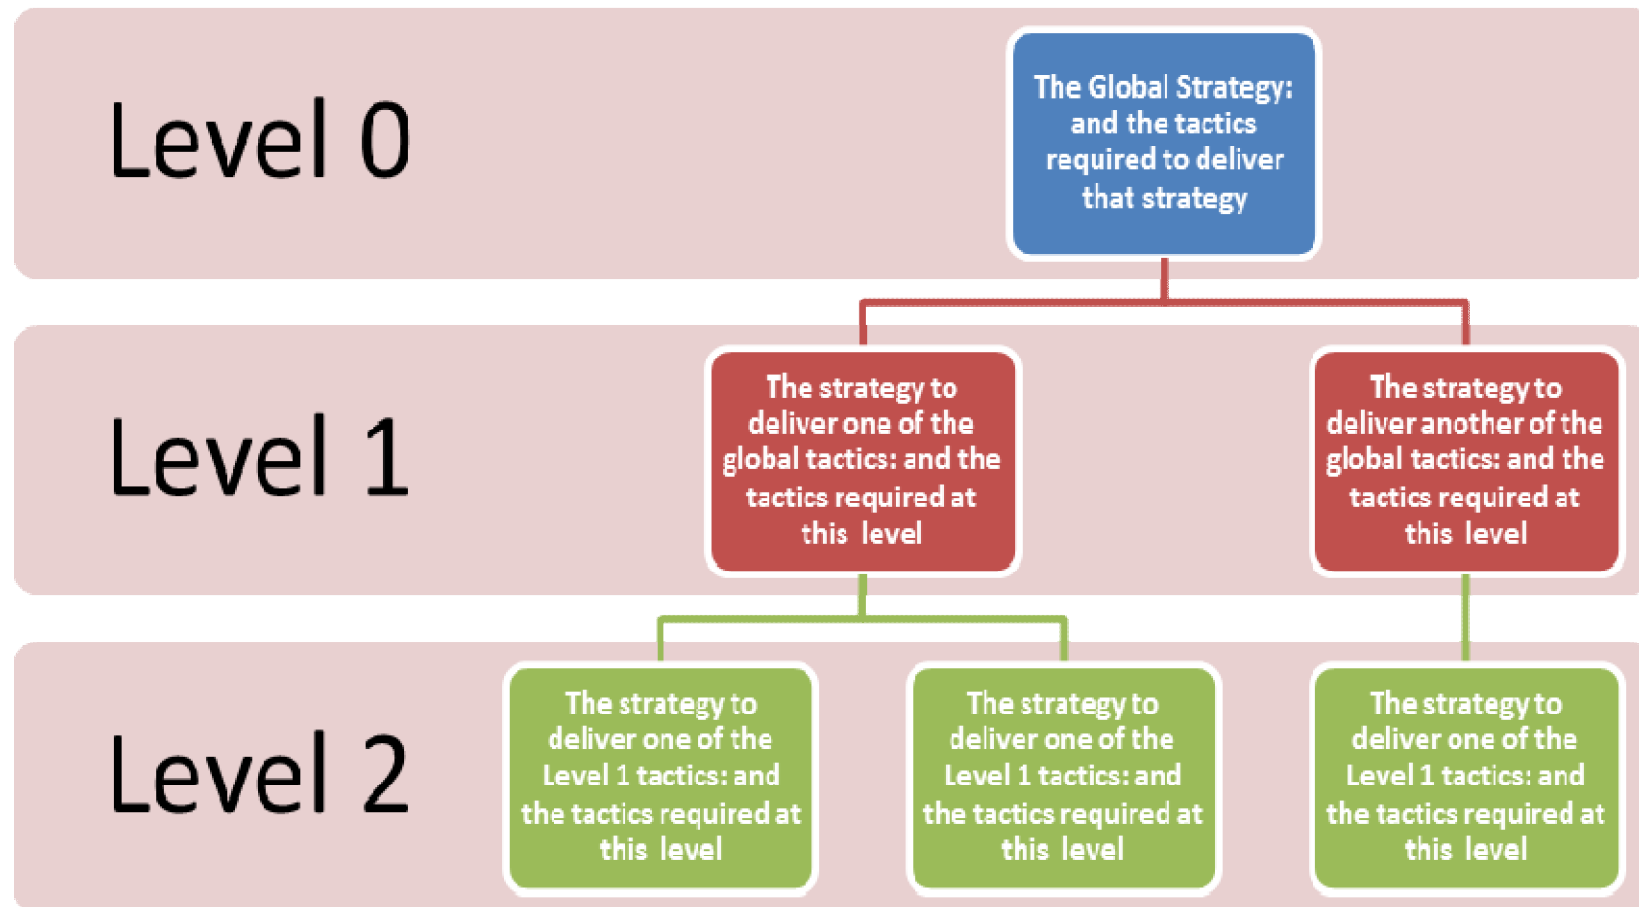 Level 0
The Global Strategy:
and the tactics
required to deliver
that strategy
Level 1
The strategy to
deliver one of the
global tactics: and the
tactics required at
this level
The strategy to
deliver another of the
global tactics: and the
tactics required at
this level
Level 2
The strategy to
deliver one of the
Level 1 tactics: and
the tactics required at
this level
The strategy to
deliver one of the
Level 1 tactics: and
the tactics required at
this level
The strategy to
deliver one of the
Level 1 tactics: and
the tactics required at
this level